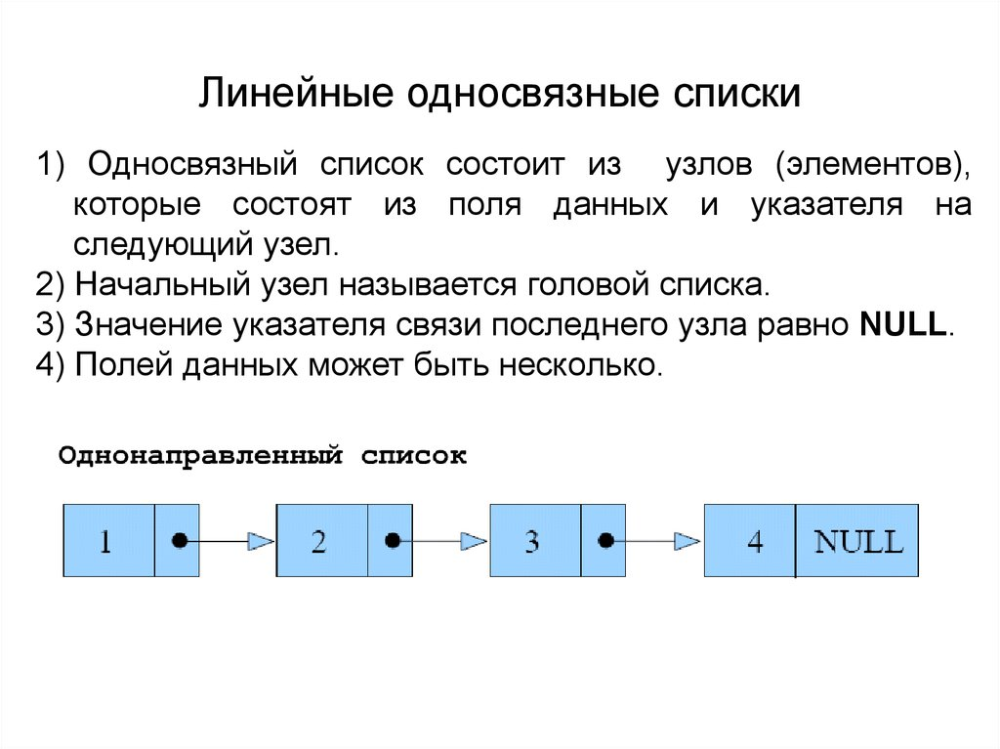 Линейные односвязные списки
1) Односвязный список состоит из узлов (элементов),
которые состоят из поля данных и указателя на
следующий узел.
2) Начальный узел называется головой списка.
3) Значение указателя связи последнего узла равно NULL.
4) Полей данных может быть несколько.
Однонаправленный список
1 2 3 4 NULL